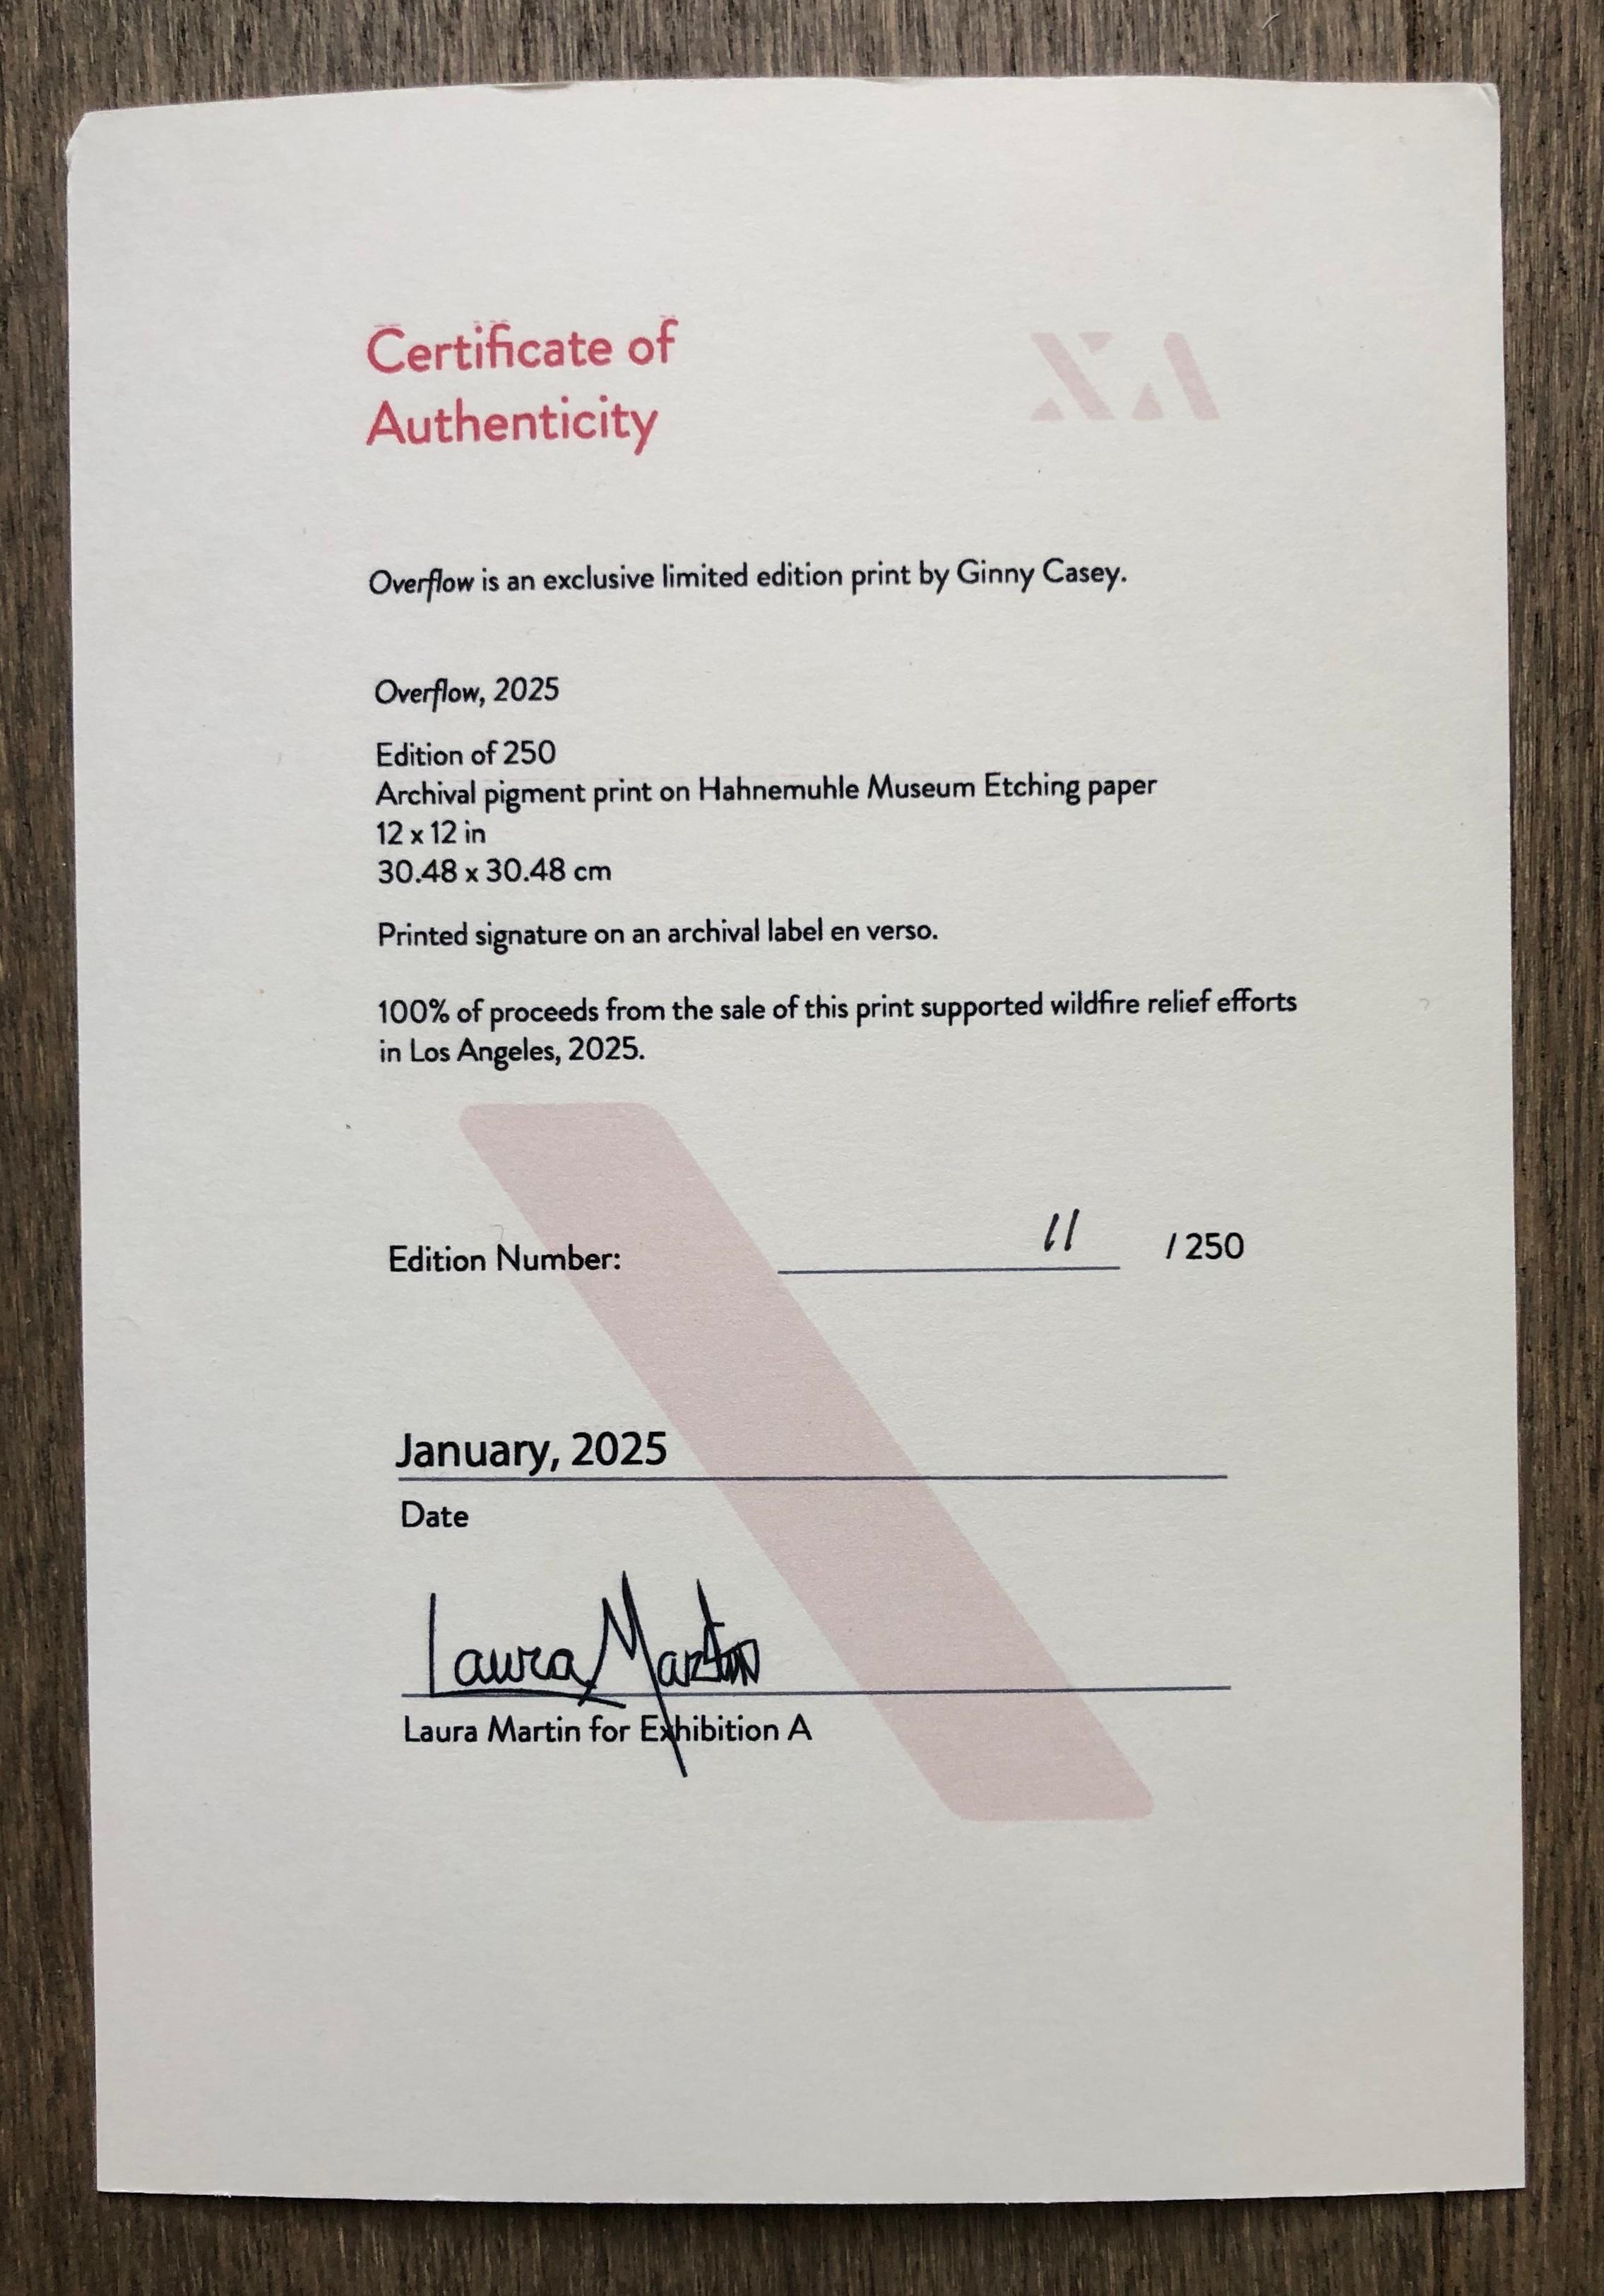 Certificate of
Authenticity
XA
Overflow is an exclusive limited edition print by Ginny Casey.
Overflow, 2025
Edition of 250
Archival pigment print on Hahnemuhle Museum Etching paper
12 x 12 in
30.48 x 30.48 cm
Printed signature on an archival label en verso.
100% of proceeds from the sale of this print supported wildfire relief efforts
in Los Angeles, 2025.
Edition Number: 11 / 250
January, 2025
Date
Laura Martin
Laura Martin for Exhibition A